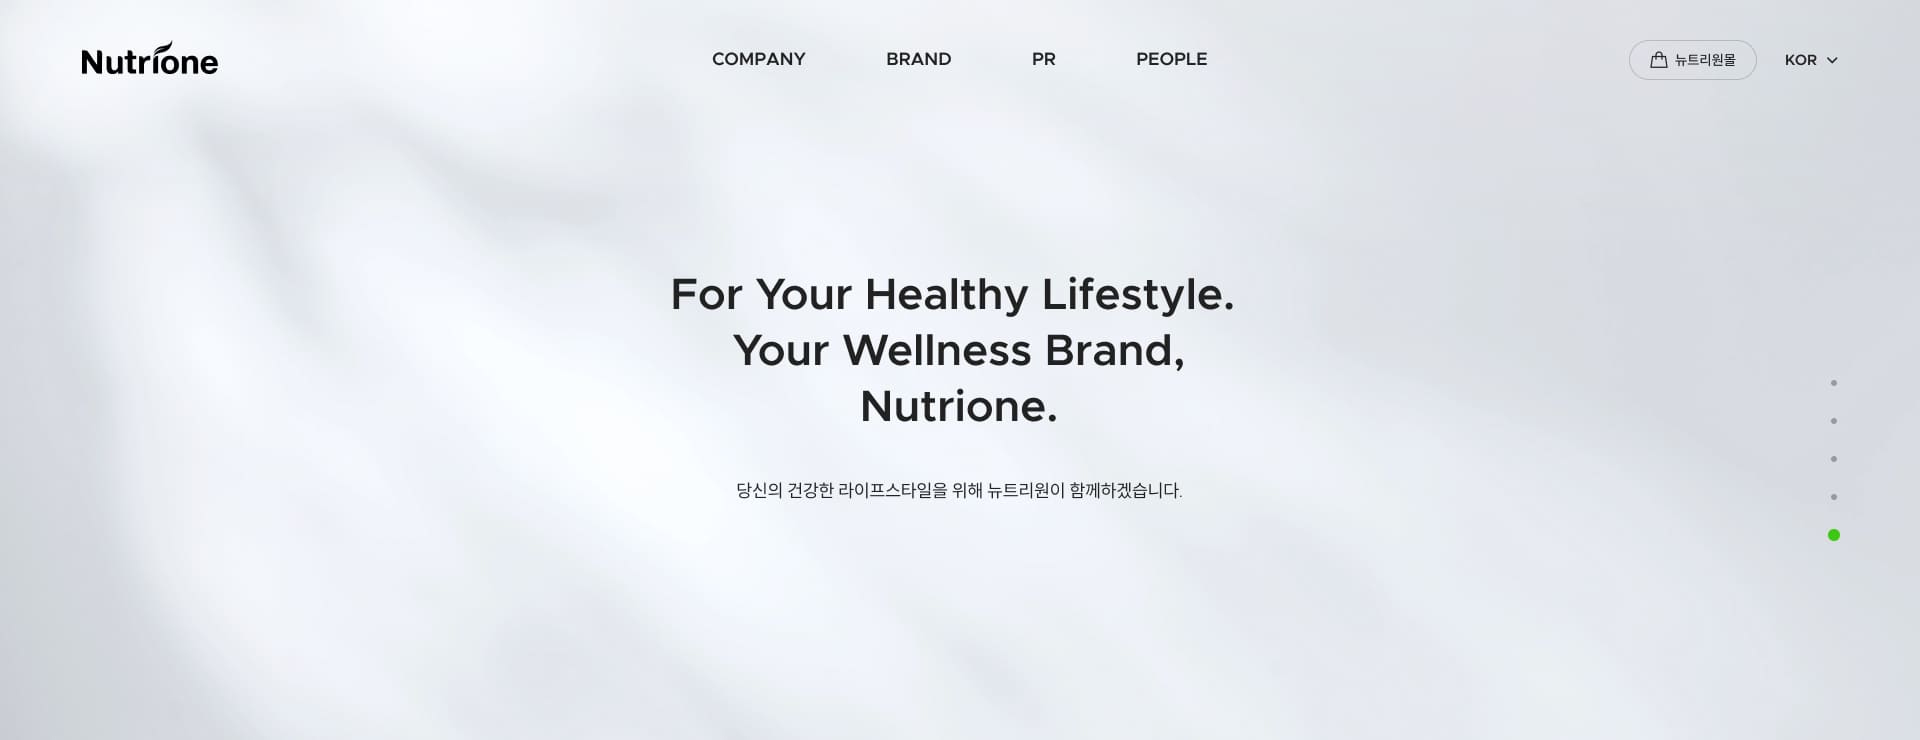 Nutrione
COMPANY
BRAND
PR
PEOPLE
뉴트리원몰
KOR
For Your Healthy Lifestyle.
Your Wellness Brand,
Nutrione.
당신의 건강한 라이프스타일을 위해 뉴트리원이 함께하겠습니다.